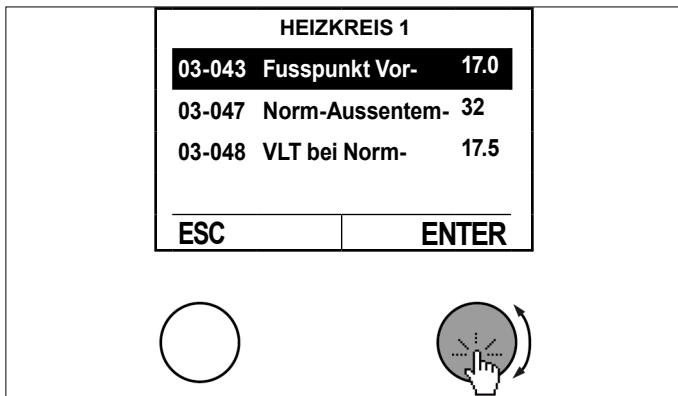 HEIZKREIS 1
03-043 Fusspunkt Vor- 17.0
03-047 Norm-Aussentem- 32
03-048 VLT bei Norm- 17.5
ESC ENTER